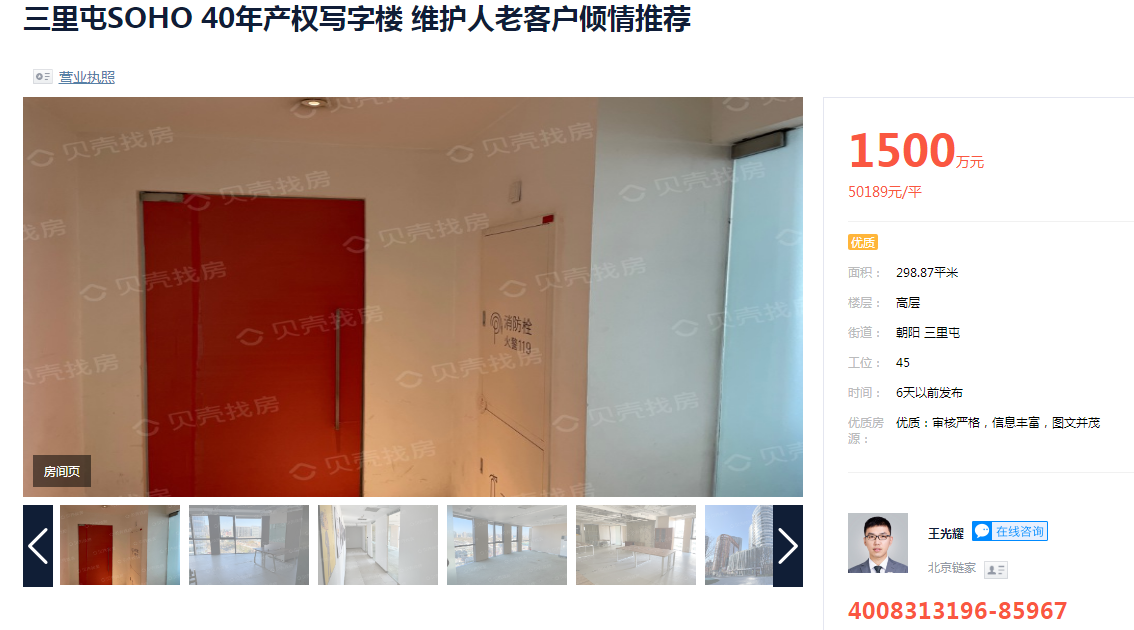 三里屯SOHO 40年产权写字楼 维护人老客户倾情推荐
营业执照
贝壳找房
消防栓
火警119
房间页
1500万元
50189元/平
优质
面积： 298.87平米
楼层： 高层
街道： 朝阳 三里屯
工位： 45
时间： 6天以前发布
优质房源： 优质：审核严格，信息丰富，图文并茂
王光耀 在线咨询
北京链家
4008313196-85967